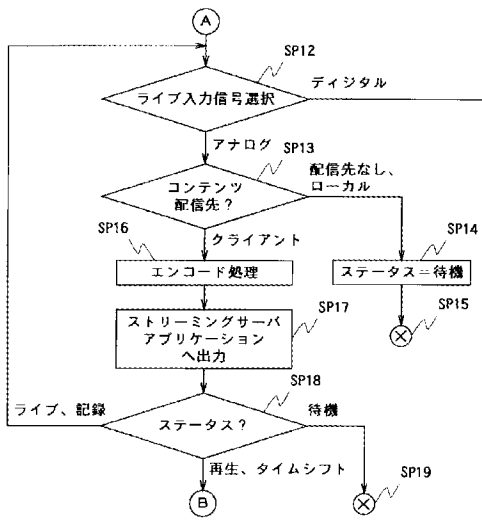 A
SP12
ライブ入力信号選択
ディジタル
アナログ
SP13
コンテンツ
配信先？
配信先なし、
ローカル
クライアント
SP16
エンコード処理
SP14
ステータス＝待機
SP15
SP17
ストリーミングサーバ
アプリケーション
へ出力
SP18
ステータス？
ライブ、記録
待機
再生、タイムシフト
SP19
B